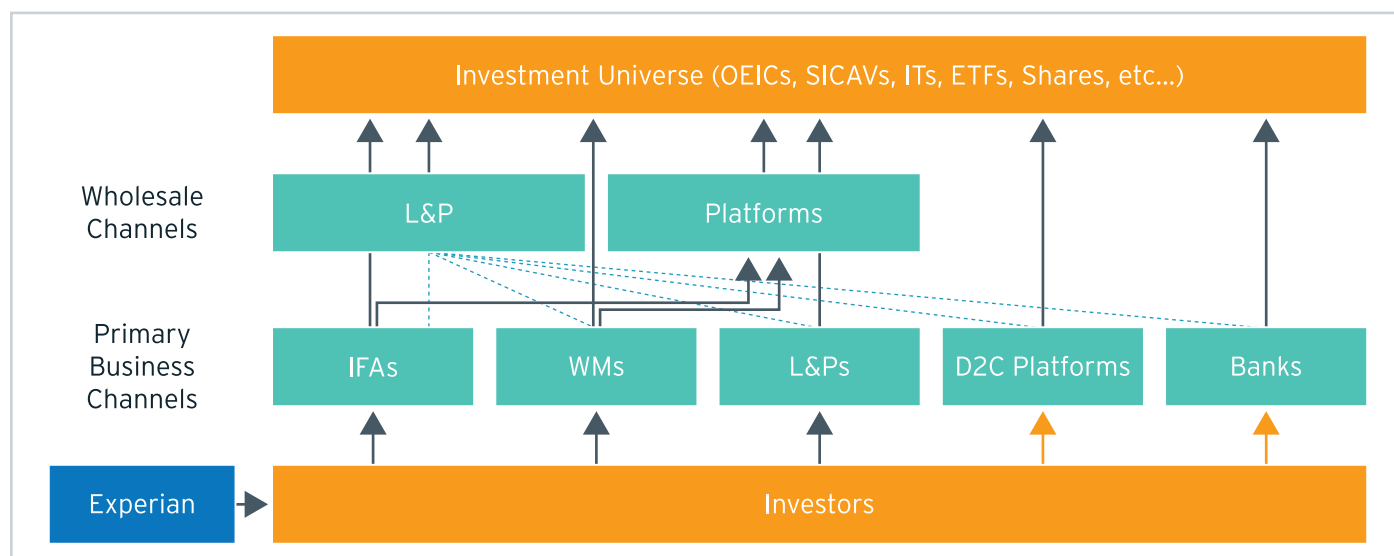 Investment Universe (OEICs, SICAVs, ITs, ETFs, Shares, etc...)
Wholesale
Channels
L&P
Platforms
Primary
Business
Channels
IFAs
WMs
L&Ps
D2C Platforms
Banks
Experian
Investors